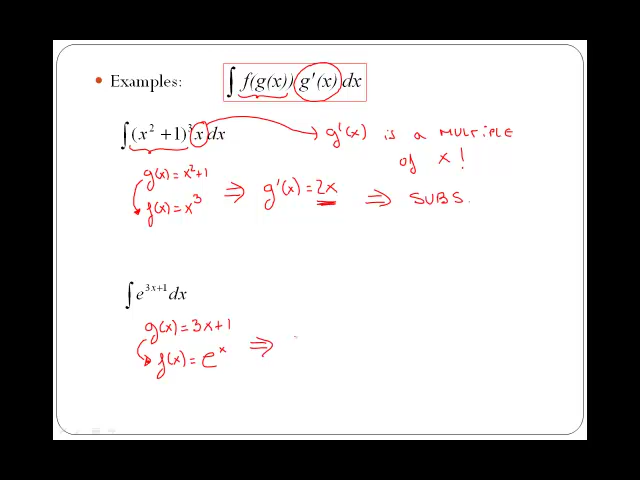 • Examples: ∫ f(g(x)) g'(x) dx
∫ (x² + 1)³ x dx → g'(x) is a MULTIPLE
of x!
g(x) = x²+1
f(x) = x³ ⇒ g'(x) = 2x ⇒ SUBS.
∫ e^{3x+1} dx
g(x) = 3x+1
f(x) = e^x ⇒